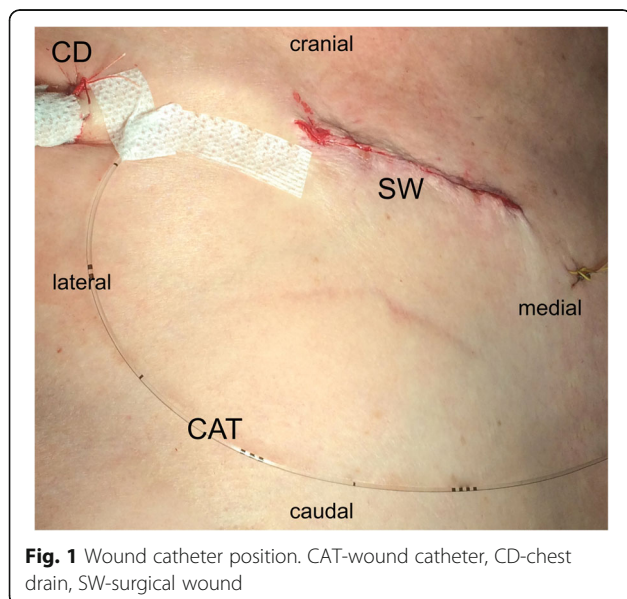 cranial
CD
SW
lateral
medial
CAT
caudal
Fig. 1 Wound catheter position. CAT-wound catheter, CD-chest
drain, SW-surgical wound